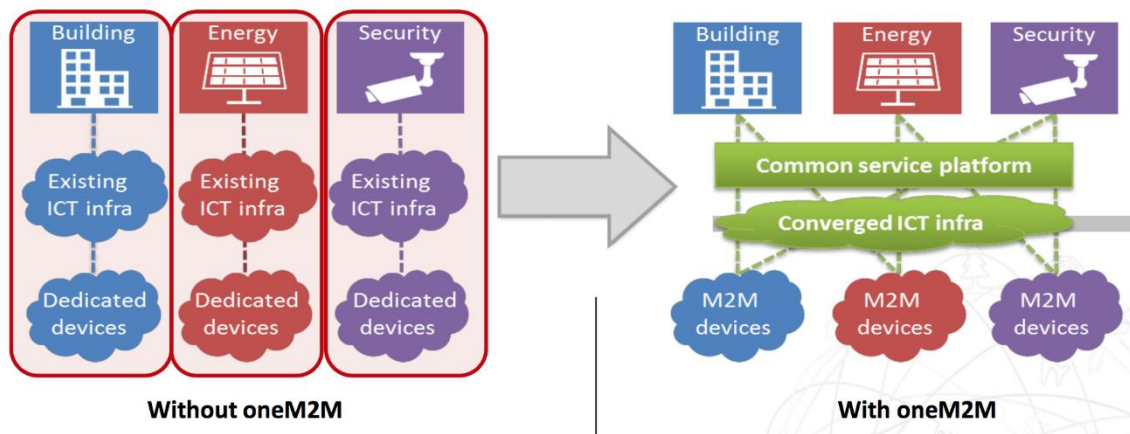 Building
Energy
Security
Existing
ICT infra
Existing
ICT infra
Existing
ICT infra
Dedicated
devices
Dedicated
devices
Dedicated
devices
Without oneM2M
Building
Energy
Security
Common service platform
Converged ICT infra
M2M
devices
M2M
devices
M2M
devices
With oneM2M